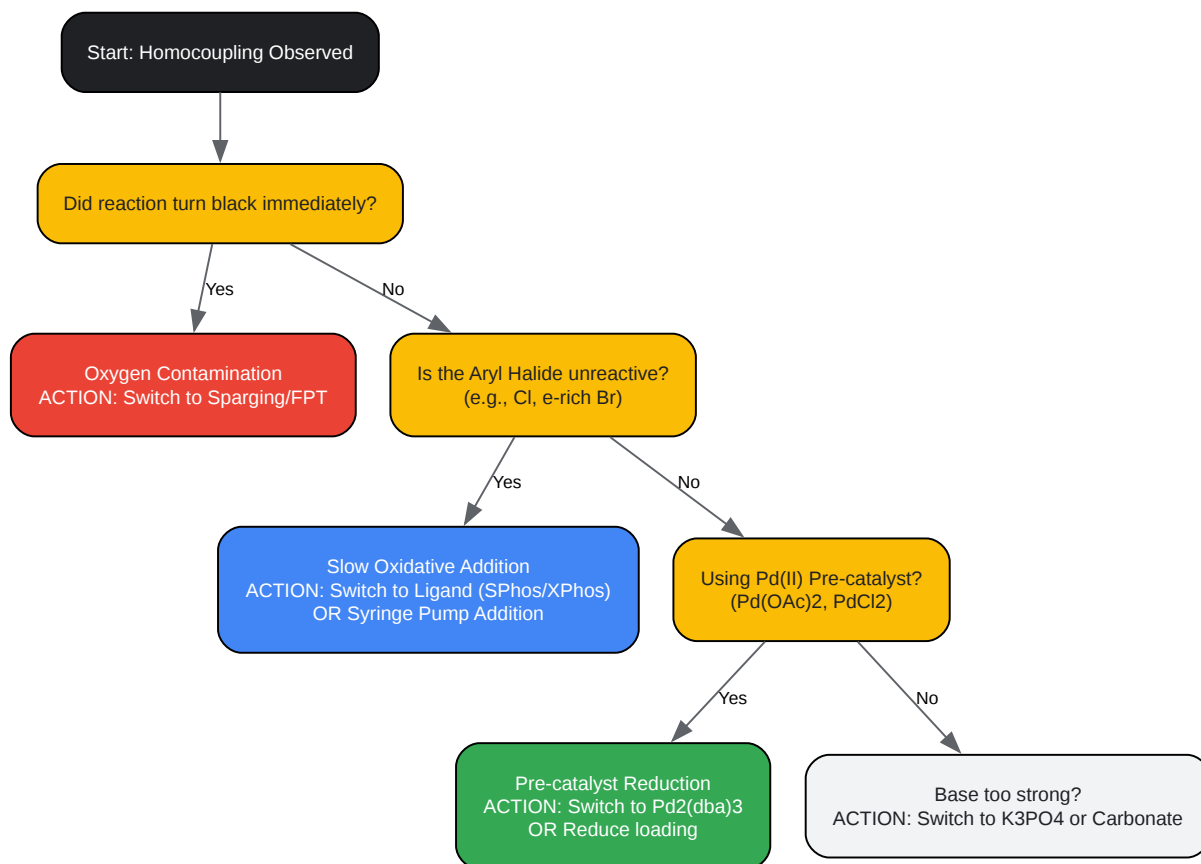 Start: Homocoupling Observed
Did reaction turn black immediately?
Yes
No
Oxygen Contamination
ACTION: Switch to Sparging/FPT
Is the Aryl Halide unreactive?
(e.g., Cl, e-rich Br)
Yes
No
Slow Oxidative Addition
ACTION: Switch to Ligand (SPhos/XPhos)
OR Syringe Pump Addition
Using Pd(II) Pre-catalyst?
(Pd(OAc)2, PdCl2)
Yes
No
Pre-catalyst Reduction
ACTION: Switch to Pd2(dba)3
OR Reduce loading
Base too strong?
ACTION: Switch to K3PO4 or Carbonate